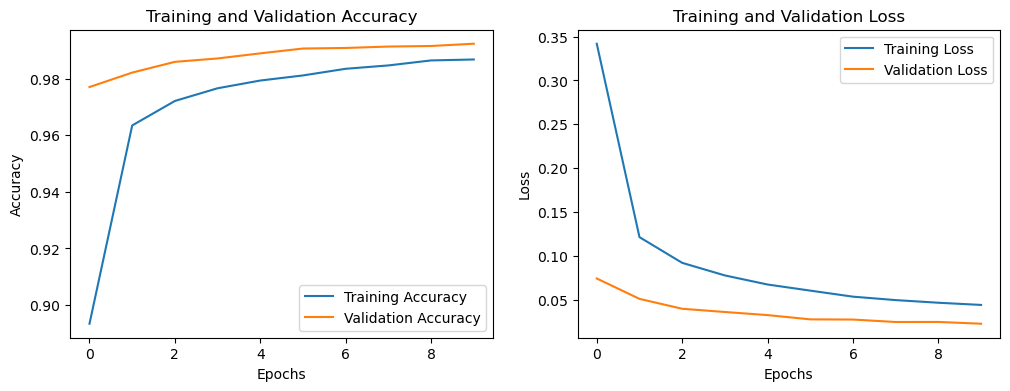 Training and Validation Accuracy
Accuracy
0.98
0.96
0.94
0.92
0.90
0
2
4
6
8
Epochs
Training Accuracy
Validation Accuracy
Training and Validation Loss
Loss
0.35
0.30
0.25
0.20
0.15
0.10
0.05
0
2
4
6
8
Epochs
Training Loss
Validation Loss